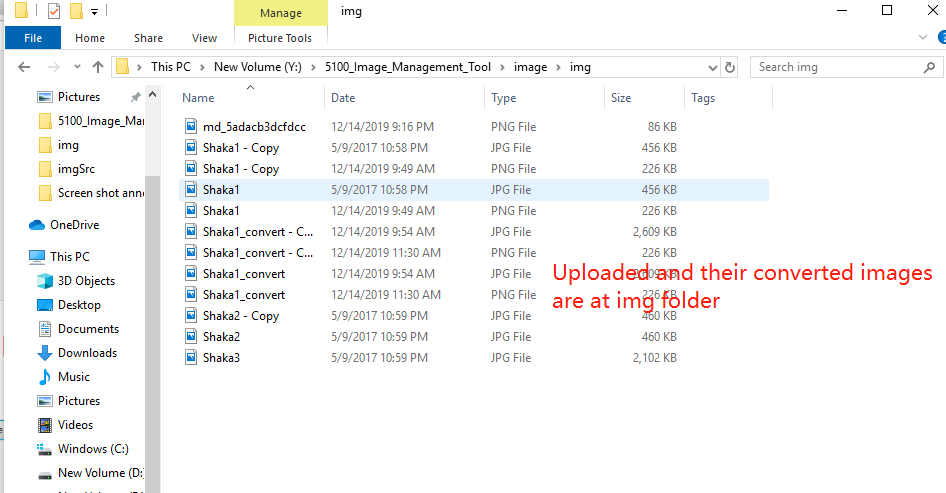 Manage
img
File
Home
Share
View
Picture Tools
This PC > New Volume (Y:) > 5100_Image_Management_Tool > image > img
Search img
Name Date Type Size Tags
md_5adacb3dcfdcc 12/14/2019 9:16 PM PNG File 86 KB
Shaka1 - Copy 5/9/2017 10:58 PM JPG File 456 KB
Shaka1 - Copy 12/14/2019 9:49 AM PNG File 226 KB
Shaka1 5/9/2017 10:58 PM JPG File 456 KB
Shaka1 12/14/2019 9:49 AM PNG File 226 KB
Shaka1_convert - C... 12/14/2019 9:54 AM JPG File 2,609 KB
Shaka1_convert - C... 12/14/2019 11:30 AM PNG File 226 KB
Shaka1_convert 12/14/2019 9:54 AM JPG File
Shaka1_convert 12/14/2019 11:30 AM PNG File 226 KB
Shaka2 - Copy 5/9/2017 10:59 PM JPG File 460 KB
Shaka2 5/9/2017 10:59 PM JPG File 460 KB
Shaka3 5/9/2017 10:59 PM JPG File 2,102 KB
Uploaded and their converted images
are at img folder
Pictures
5100_Image_Ma
img
imgSrc
Screen shot ann
OneDrive
This PC
3D Objects
Desktop
Documents
Downloads
Music
Pictures
Videos
Windows (C:)
New Volume (D: